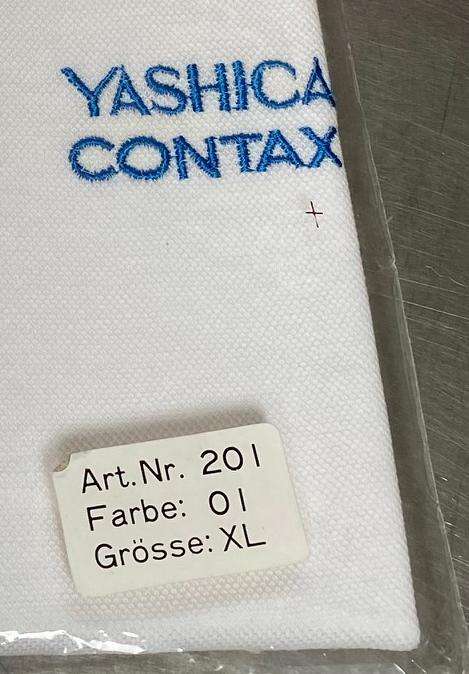 YASHICA
CONTAX
Art.Nr. 201
Farbe: 01
Grösse: XL